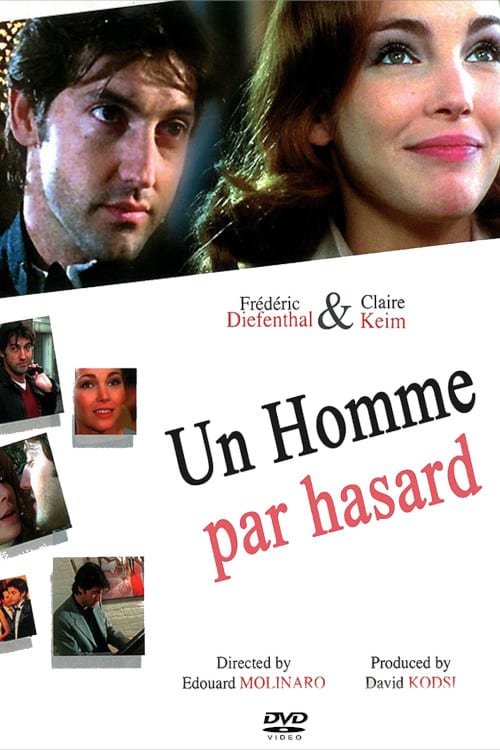 Frédéric & Claire
Diefenthal Keim
Un Homme
par hasard
Directed by Produced by
Edouard MOLINARO David KODSI
DVD
VIDEO